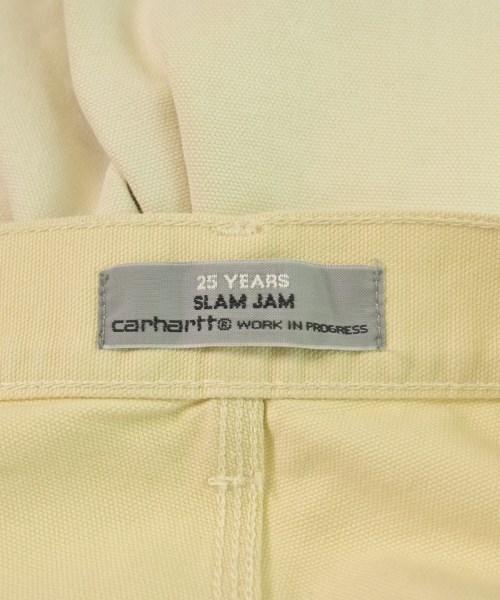 25 YEARS
SLAM JAM
carhartt® WORK IN PROGRESS